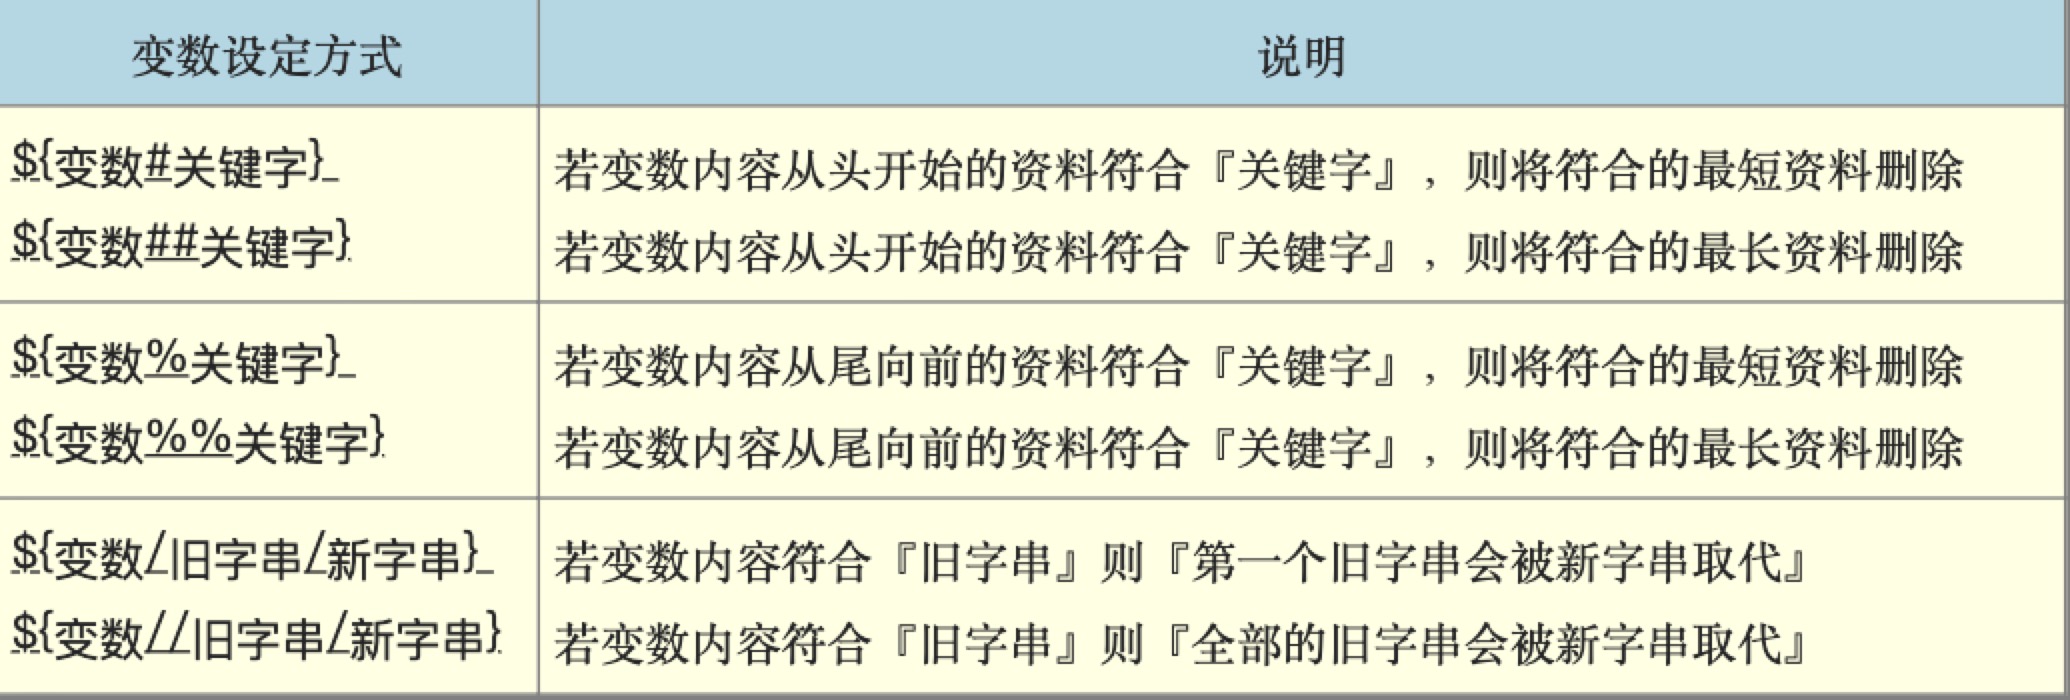 变数设定方式
说明
${变数#关键字}
若变数内容从头开始的资料符合『关键字』，则将符合的最短资料删除
${变数##关键字}
若变数内容从头开始的资料符合『关键字』，则将符合的最长资料删除
${变数%关键字}
若变数内容从尾向前的资料符合『关键字』，则将符合的最短资料删除
${变数%%关键字}
若变数内容从尾向前的资料符合『关键字』，则将符合的最长资料删除
${变数/旧字串/新字串}
若变数内容符合『旧字串』则『第一个旧字串会被新字串取代』
${变数//旧字串/新字串}
若变数内容符合『旧字串』则『全部的旧字串会被新字串取代』